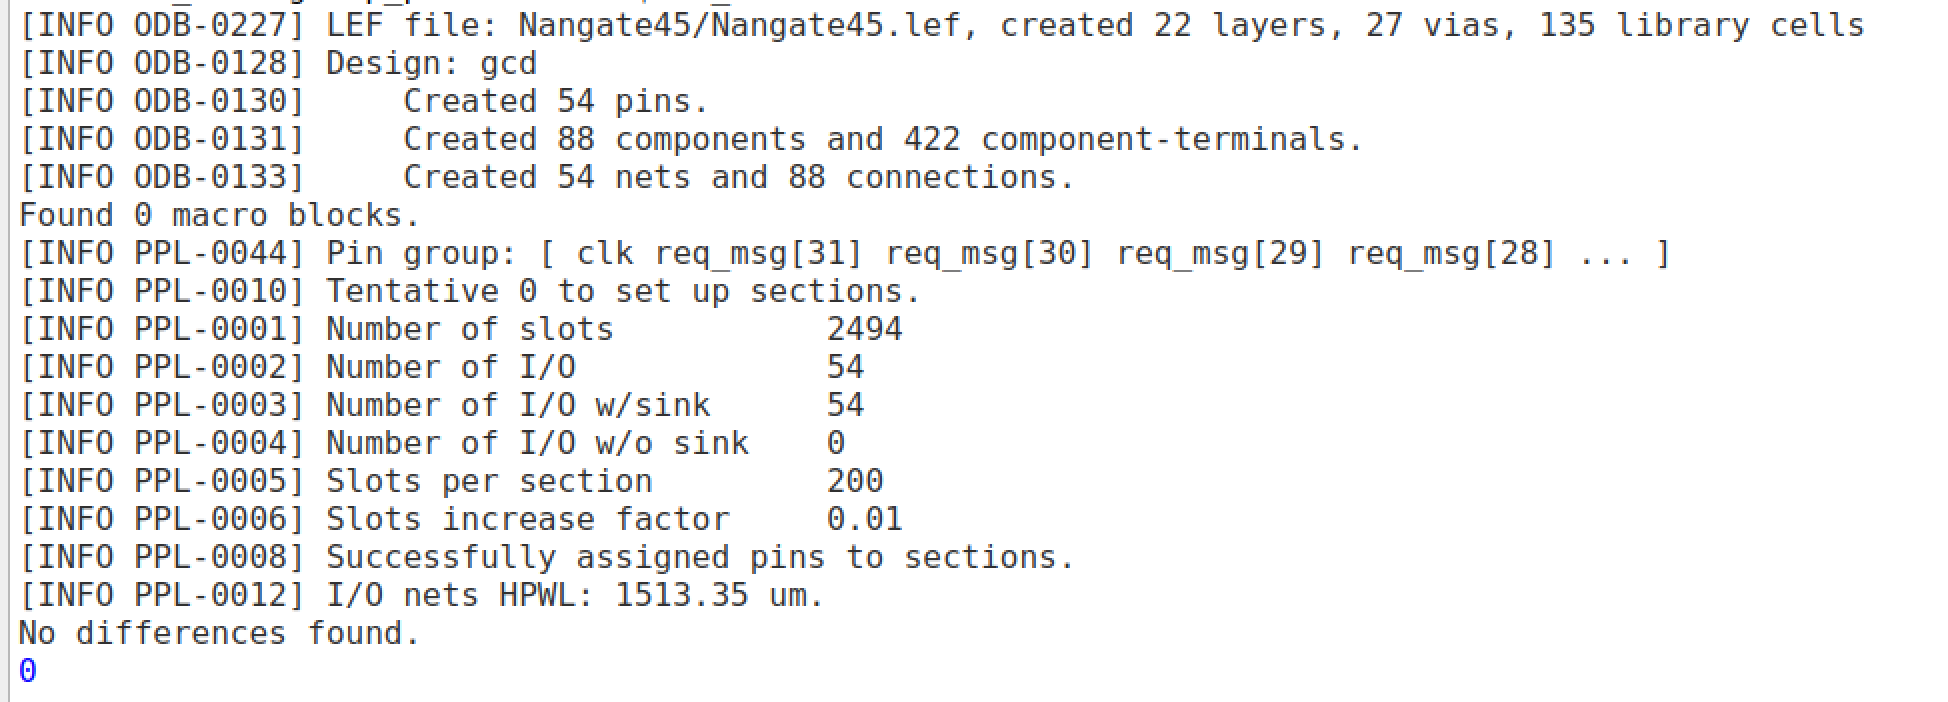 [INFO ODB-0227] LEF file: Nangate45/Nangate45.lef, created 22 layers, 27 vias, 135 library cells
[INFO ODB-0128] Design: gcd
[INFO ODB-0130]     Created 54 pins.
[INFO ODB-0131]     Created 88 components and 422 component-terminals.
[INFO ODB-0133]     Created 54 nets and 88 connections.
Found 0 macro blocks.
[INFO PPL-0044] Pin group: [ clk req_msg[31] req_msg[30] req_msg[29] req_msg[28] ... ]
[INFO PPL-0010] Tentative 0 to set up sections.
[INFO PPL-0001] Number of slots           2494
[INFO PPL-0002] Number of I/O             54
[INFO PPL-0003] Number of I/O w/sink      54
[INFO PPL-0004] Number of I/O w/o sink    0
[INFO PPL-0005] Slots per section         200
[INFO PPL-0006] Slots increase factor     0.01
[INFO PPL-0008] Successfully assigned pins to sections.
[INFO PPL-0012] I/O nets HPWL: 1513.35 um.
No differences found.
0